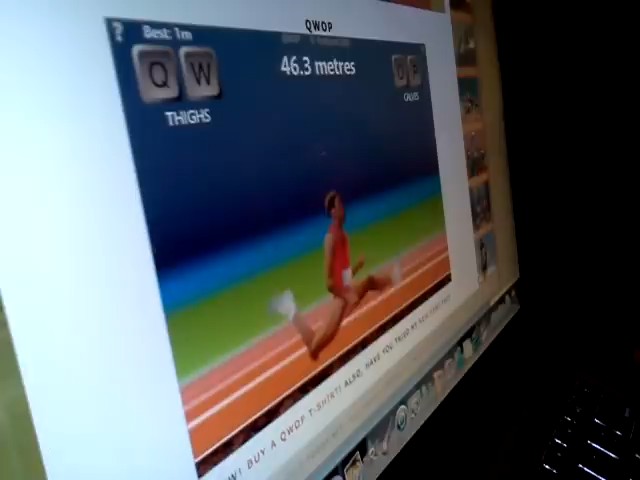 QWOP
?
Best: 1m
46.3 metres
Q W
O P
THIGHS
CALVES
BUY A QWOP T-SHIRT! ALSO, HAVE YOU TRIED MY